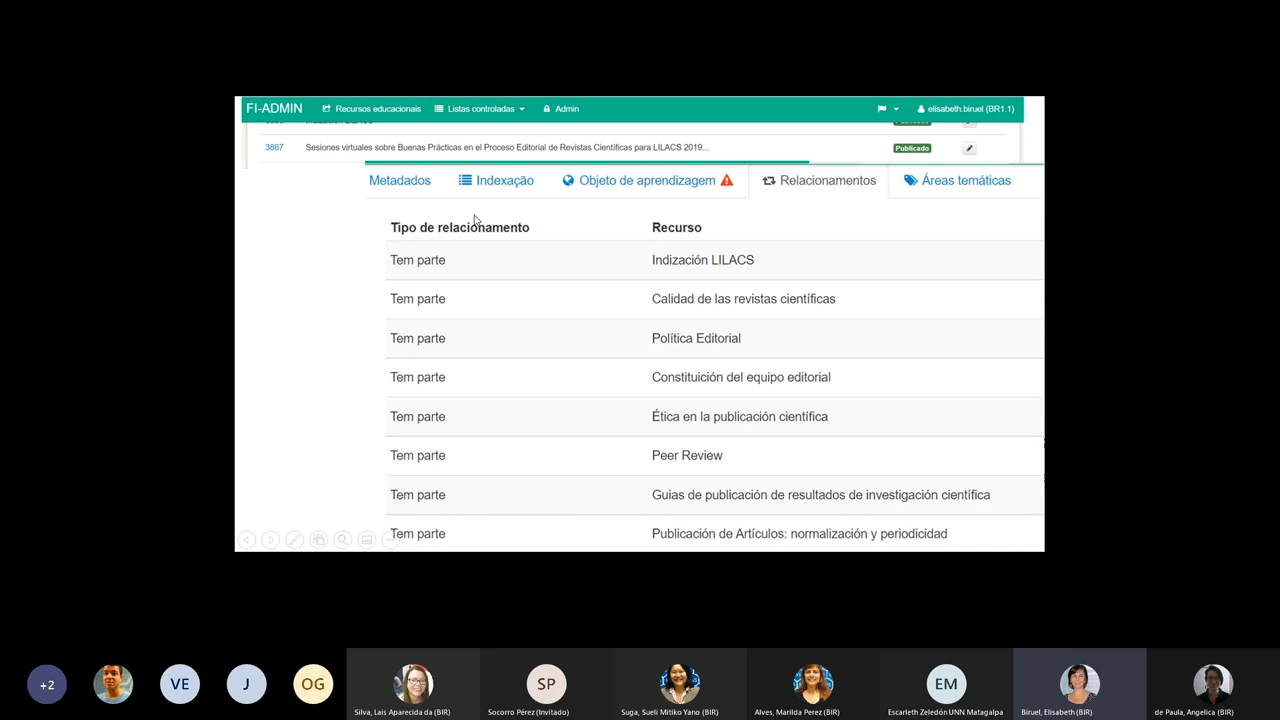 FI-ADMIN Recursos educacionais Listas controladas Admin elisabeth.biruel (BR1.1)
3867 Sesiones virtuales sobre Buenas Prácticas en el Proceso Editorial de Revistas Científicas para LILACS 2019... Publicado
Metadados Indexação Objeto de aprendizagem Relacionamentos Áreas temáticas
Tipo de relacionamento Recurso
Tem parte Indización LILACS
Tem parte Calidad de las revistas científicas
Tem parte Política Editorial
Tem parte Constituición del equipo editorial
Tem parte Ética en la publicación científica
Tem parte Peer Review
Tem parte Guias de publicación de resultados de investigación científica
Tem parte Publicación de Artículos: normalización y periodicidad
+2 VE J OG SP EM
Silva, Lais Aparecida da (BIR) Socorro Pérez(Invitado) Suga, Sueli Mitiko Yano (BIR) Alves, Marilda Perez (BIR) Escarleth Zeledón UNN Matagalpa Biruel, Elisabeth (BIR) de Paula, Angelica (BIR)